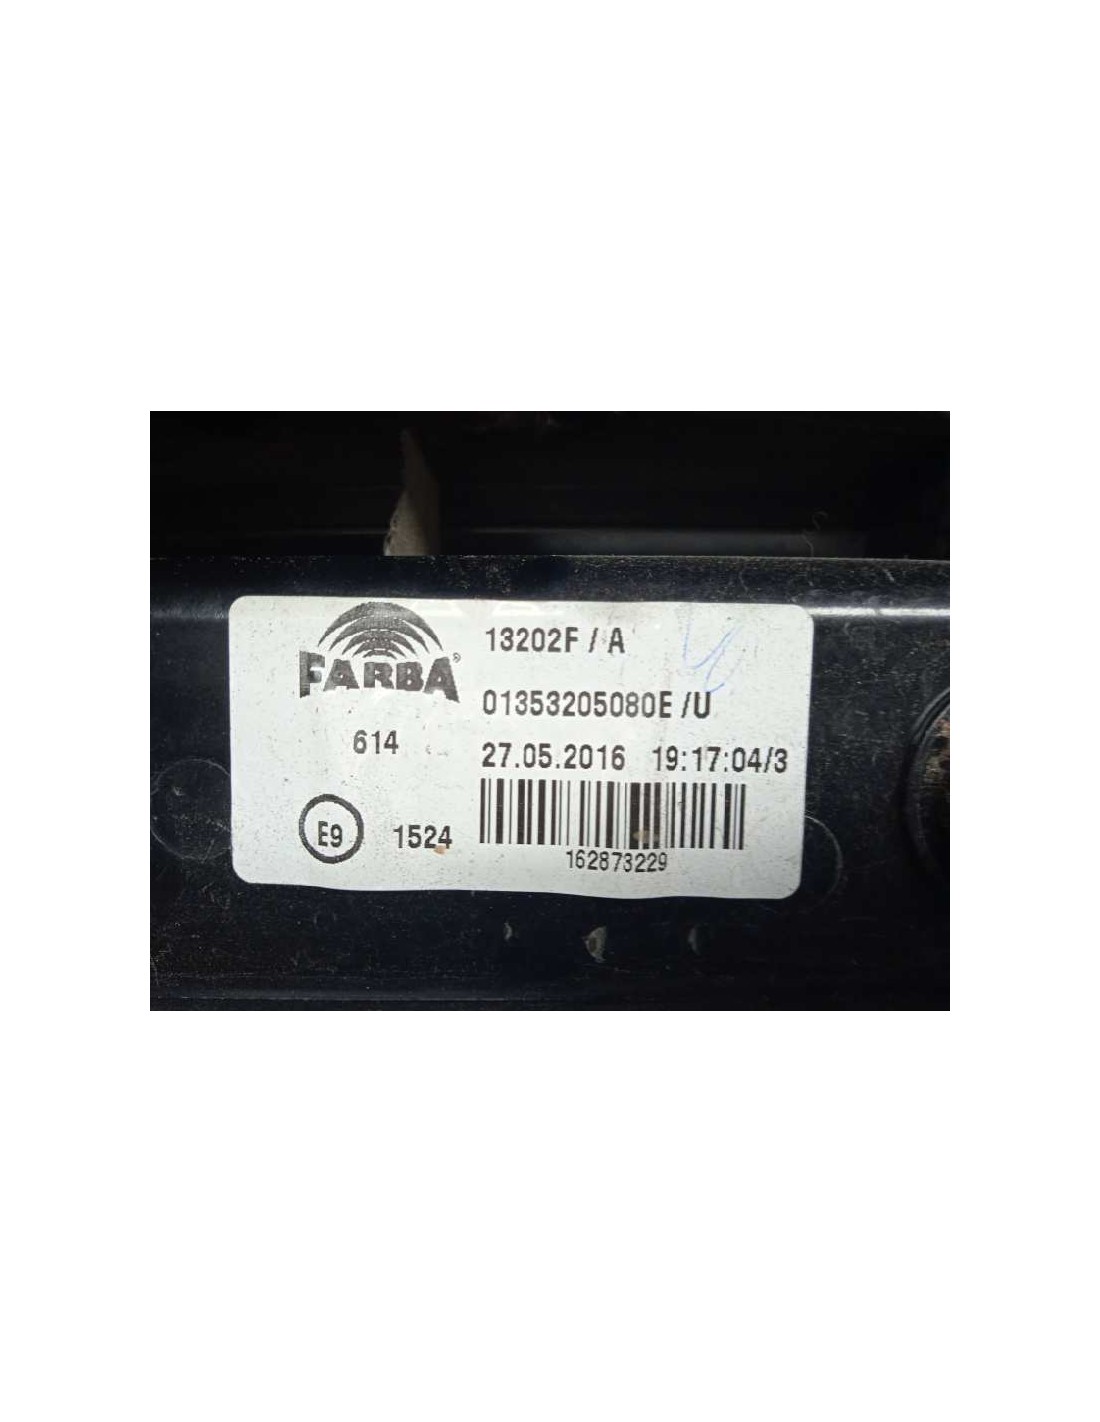 FARBA®
13202F / A
01353205080E /U
614
27.05.2016 19:17:04/3
E9
1524
162873229